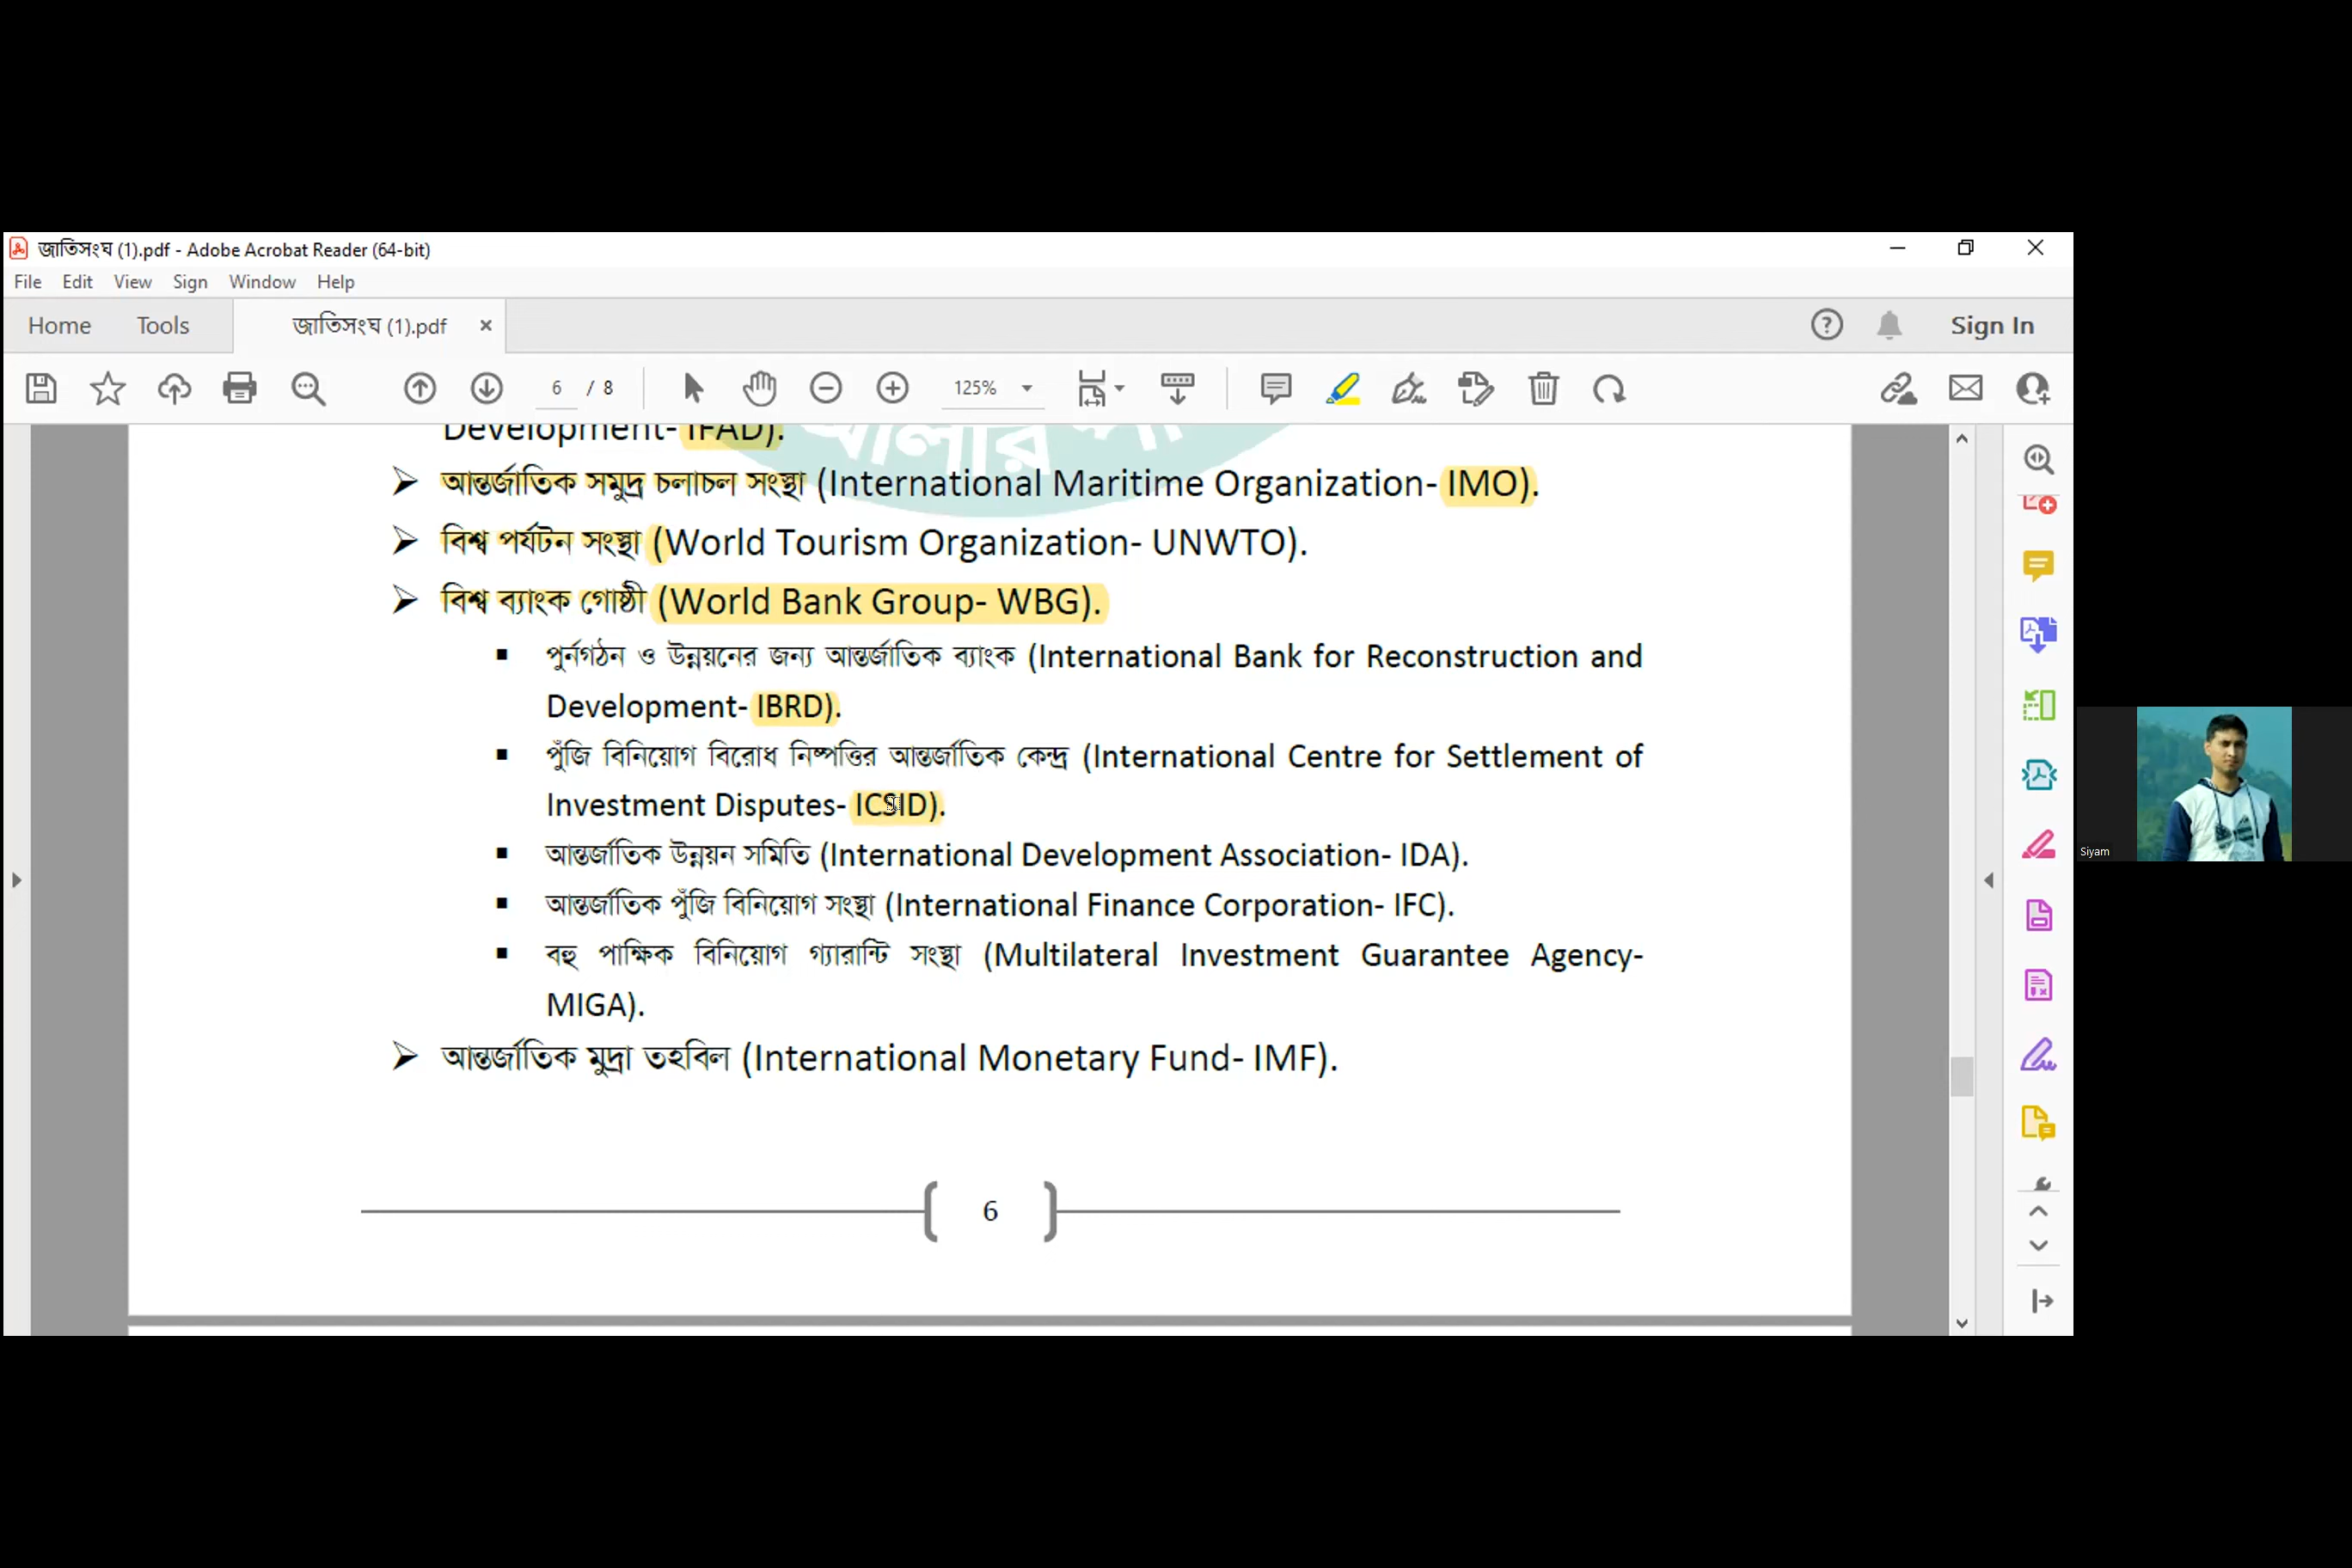 জাতিসংঘ (1).pdf - Adobe Acrobat Reader (64-bit)
File Edit View Sign Window Help
Home Tools জাতিসংঘ (1).pdf × Sign In
6 / 8 125%
Development- IFAD).
➢ আন্তর্জাতিক সমুদ্র চলাচল সংস্থা (International Maritime Organization- IMO).
➢ বিশ্ব পর্যটন সংস্থা (World Tourism Organization- UNWTO).
➢ বিশ্ব ব্যাংক গোষ্ঠী (World Bank Group- WBG).
▪ পুর্নগঠন ও উন্নয়নের জন্য আন্তর্জাতিক ব্যাংক (International Bank for Reconstruction and
Development- IBRD).
▪ পুঁজি বিনিয়োগ বিরোধ নিষ্পত্তির আন্তর্জাতিক কেন্দ্র (International Centre for Settlement of
Investment Disputes- ICSID).
▪ আন্তর্জাতিক উন্নয়ন সমিতি (International Development Association- IDA).
▪ আন্তর্জাতিক পুঁজি বিনিয়োগ সংস্থা (International Finance Corporation- IFC).
▪ বহু পাক্ষিক বিনিয়োগ গ্যারান্টি সংস্থা (Multilateral Investment Guarantee Agency-
MIGA).
➢ আন্তর্জাতিক মুদ্রা তহবিল (International Monetary Fund- IMF).
6
Siyam